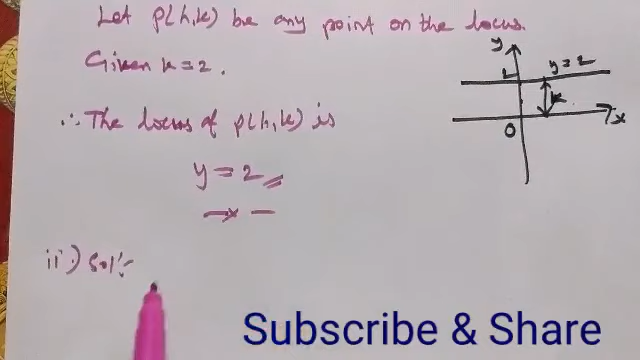 Let P(h,k) be any point on the locus.
Given k=2.
∴ The locus of P(h,k) is
y = 2
ii) Sol:-
y
2
y = 2
k
0
x
Subscribe & Share